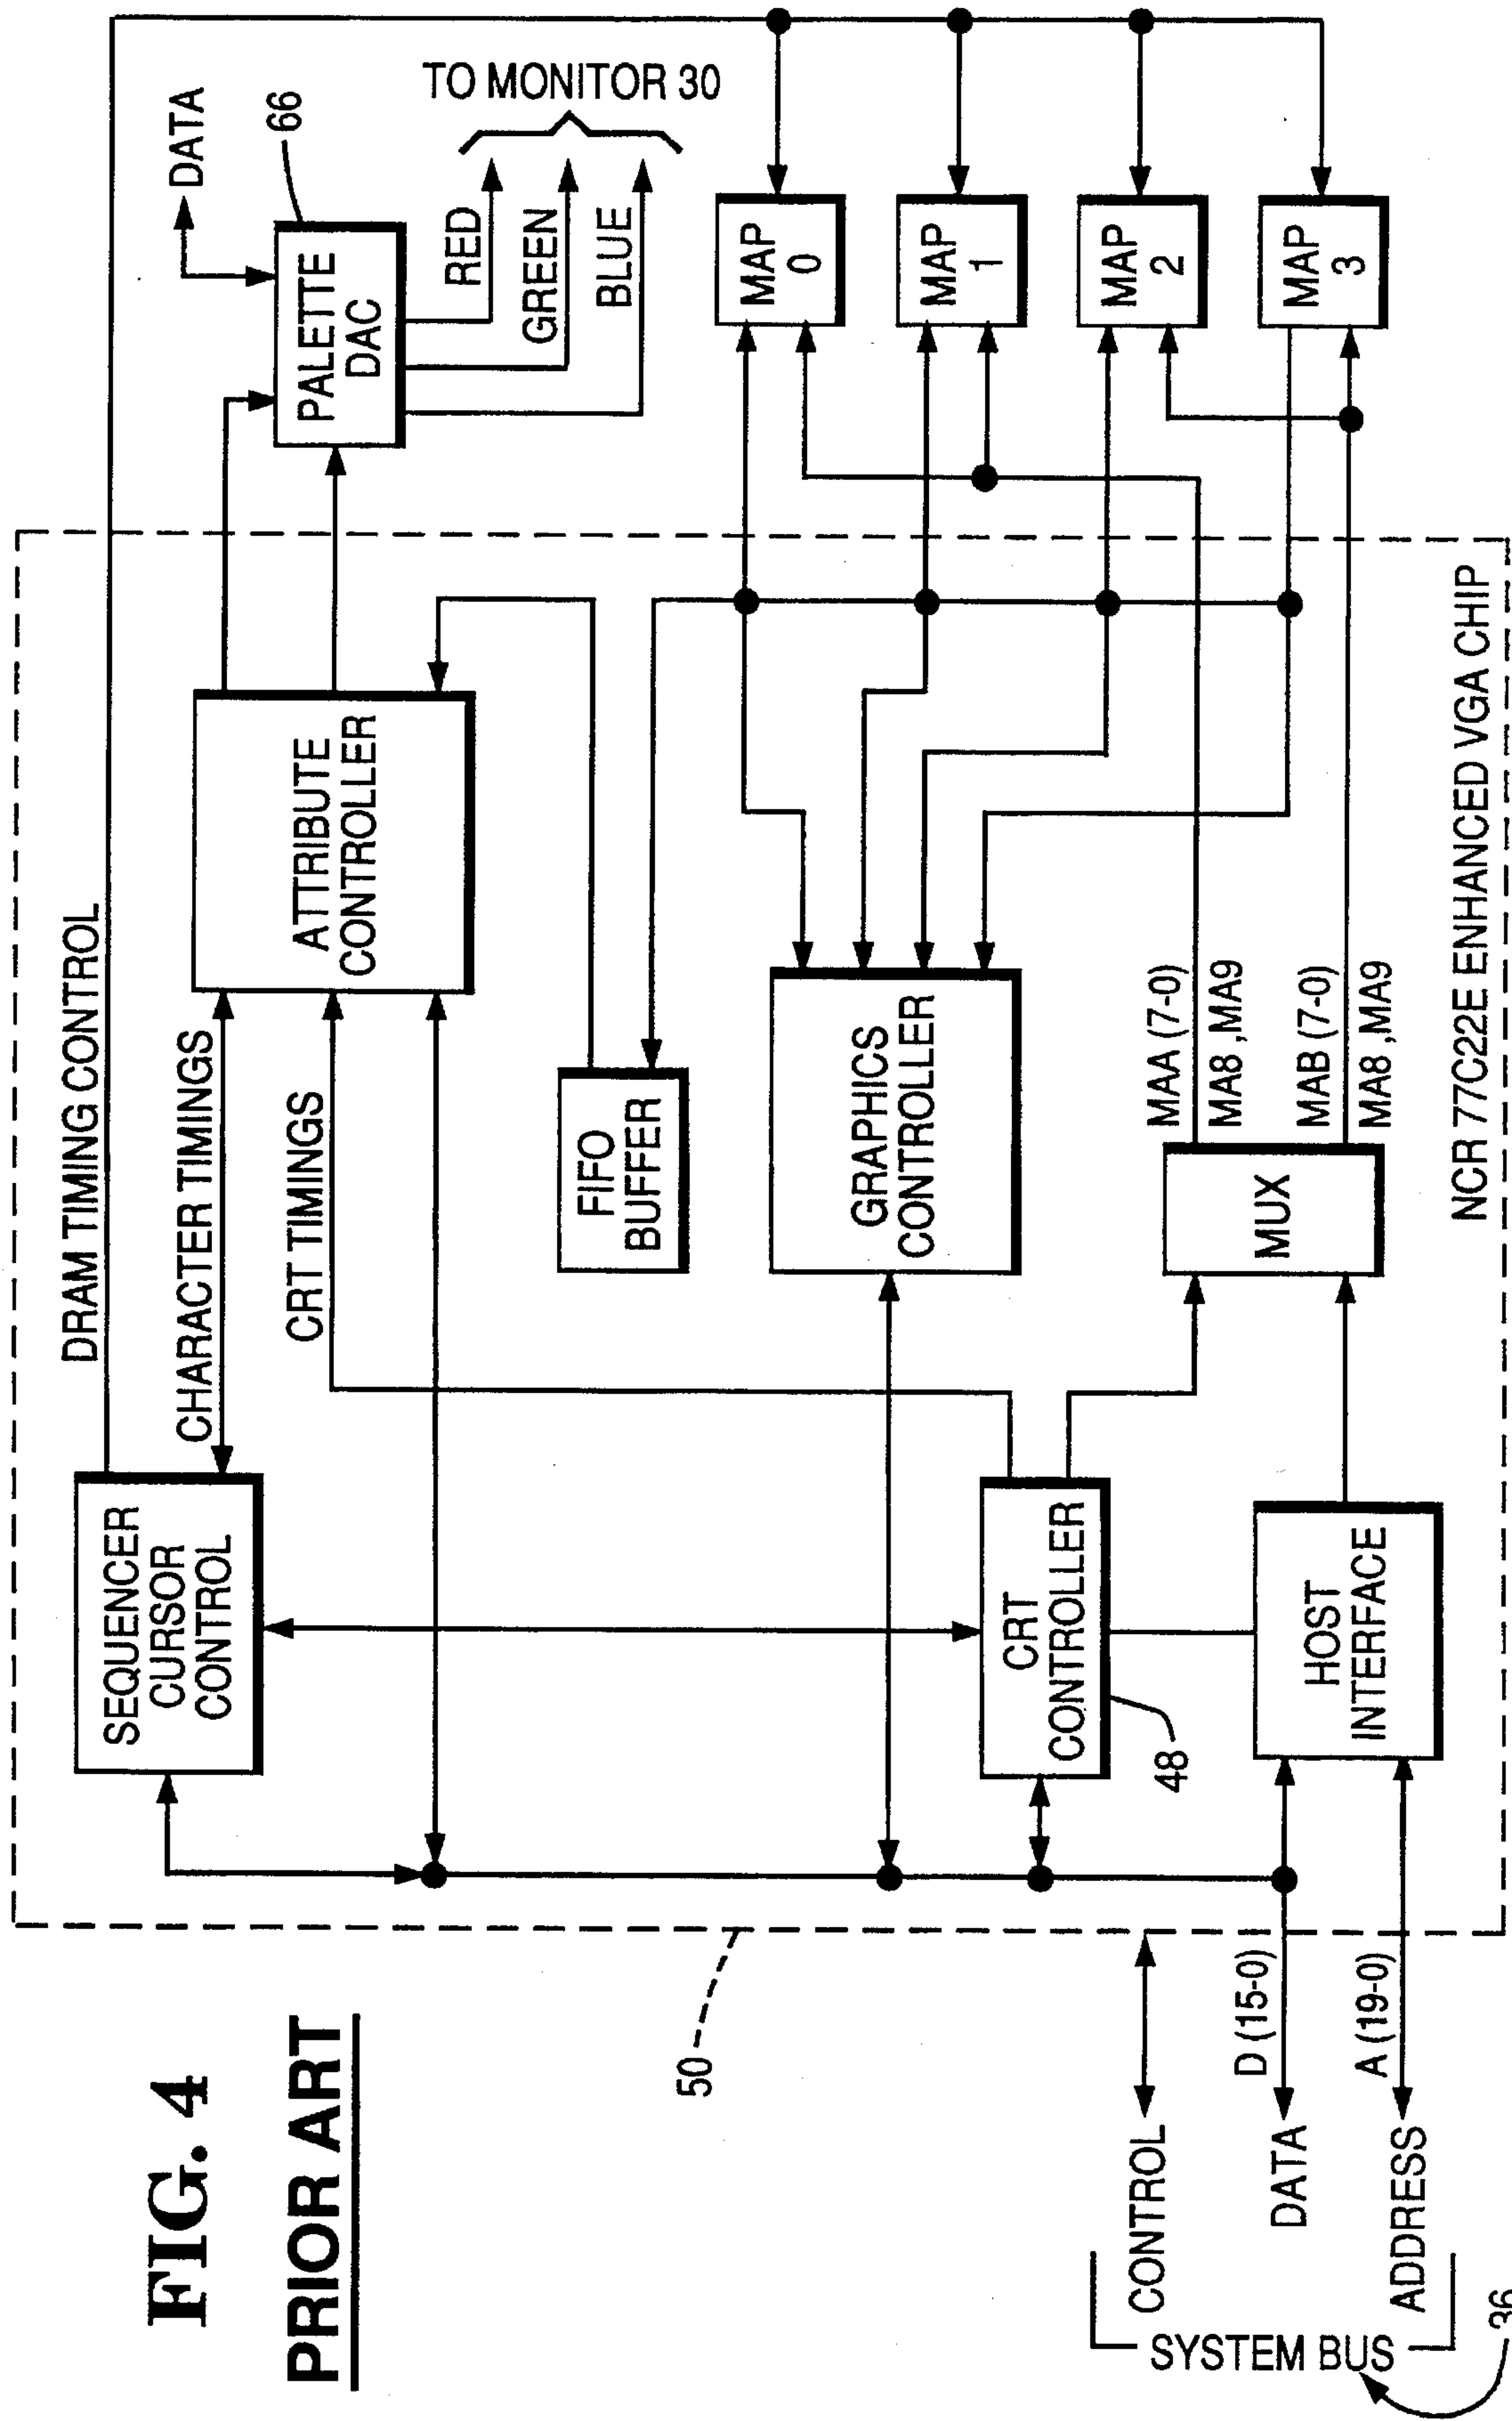 FIG. 4
PRIOR ART
DRAM TIMING CONTROL
CHARACTER TIMINGS
CRT TIMINGS
SEQUENCER
CURSOR
CONTROL
ATTRIBUTE
CONTROLLER
PALETTE
DAC
DATA
66
RED
GREEN
BLUE
TO MONITOR 30
FIFO
BUFFER
GRAPHICS
CONTROLLER
CRT
CONTROLLER
48
HOST
INTERFACE
MUX
MAA (7-0)
MA8 ,MA9
MAB (7-0)
MA8 ,MA9
MAP
0
MAP
1
MAP
2
MAP
3
50
CONTROL
D (15-0)
DATA
A (19-0)
ADDRESS
SYSTEM BUS
36
NCR 77C22E ENHANCED VGA CHIP